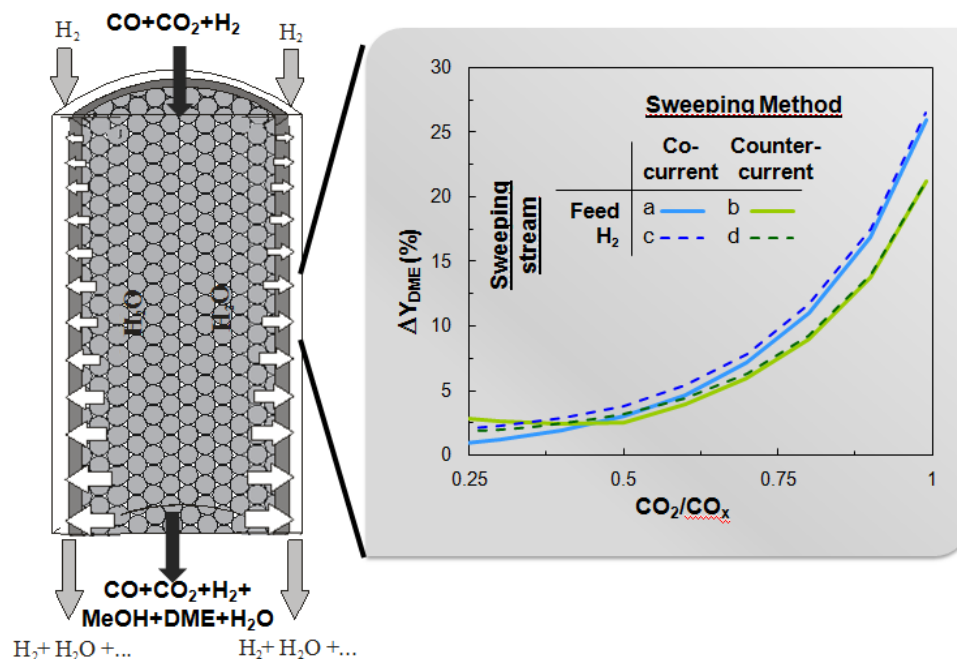 H₂
CO+CO₂+H₂
H₂
H₂O
H₂O
CO+CO₂+H₂+
MeOH+DME+H₂O
H₂+ H₂O +...
H₂+ H₂O +...
30
25
20
15
10
5
0
ΔY_DME (%)
Sweeping Method
Co-current
Counter-current
Sweeping stream
Feed
a
b
H₂
c
d
0.25
0.5
0.75
1
CO₂/COₓ